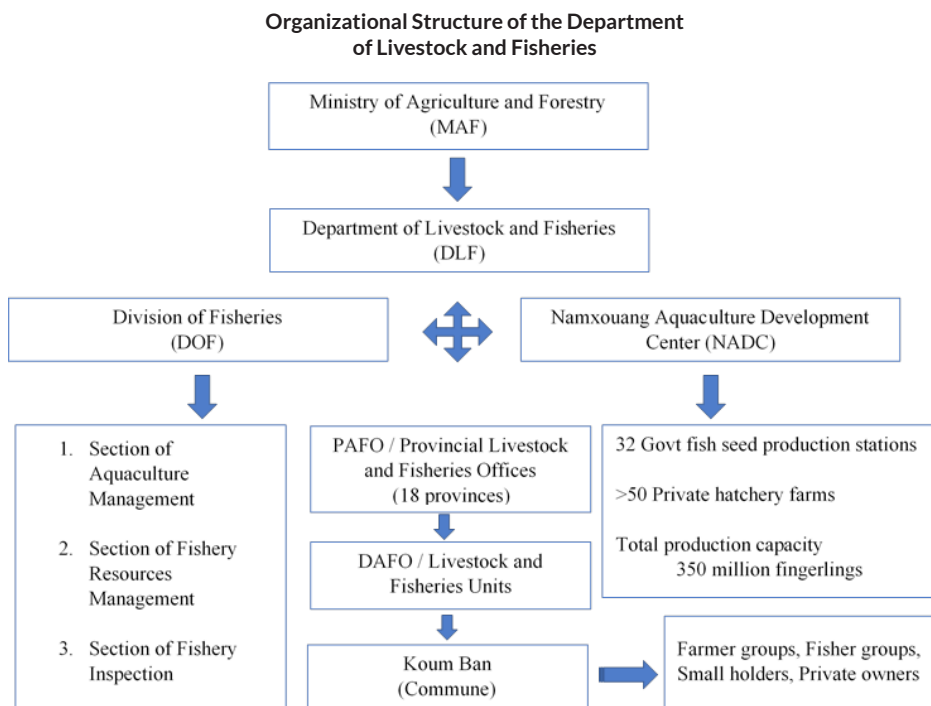 Organizational Structure of the Department
of Livestock and Fisheries
Ministry of Agriculture and Forestry
(MAF)
Department of Livestock and Fisheries
(DLF)
Division of Fisheries
(DOF)
Namxouang Aquaculture Development
Center (NADC)
1. Section of
Aquaculture
Management
2. Section of Fishery
Resources
Management
3. Section of Fishery
Inspection
PAFO / Provincial Livestock
and Fisheries Offices
(18 provinces)
DAFO / Livestock and
Fisheries Units
Koum Ban
(Commune)
32 Govt fish seed production stations
>50 Private hatchery farms
Total production capacity
350 million fingerlings
Farmer groups, Fisher groups,
Small holders, Private owners